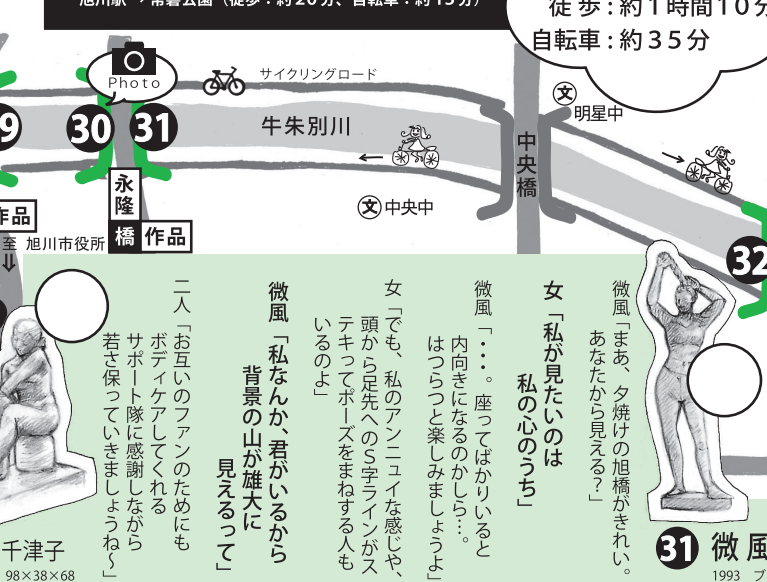 旭川駅→常磐公園（徒歩：約20分、自転車：約15分）
徒歩：約1時間10分
自転車：約35分
Photo
サイクリングロード
文
明星中
9
30
31
牛朱別川
中央橋
永隆橋
作品
文 中央中
作品
至 旭川市役所
32
微風「まあ、夕焼けの旭橋がきれい。
あなたから見える？」
女「私が見たいのは
私の心のうち」
微風「・・・。座ってばかりいると
内向きになるのかしら…。
はつらつと楽しみましょうよ」
女「でも、私のアンニュイな感じや、
頭から足先へのS字ラインがス
テキってポーズをまねする人も
いるのよ」
微風「私なんか、君がいるから
背景の山が雄大に
見えるって」
二人「お互いのファンのためにも
ボディケアしてくれる
サポート隊に感謝しながら
若さ保っていきましょうね～」
千津子
98×38×68
31 微風
1993 ブ